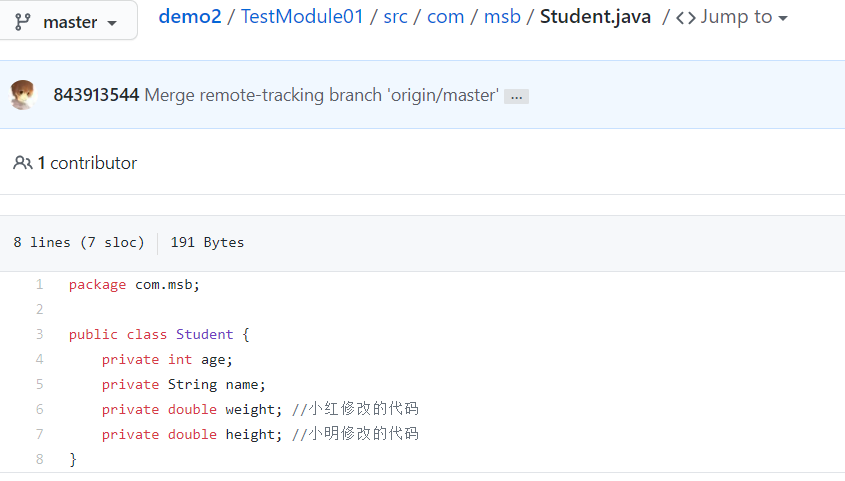 master demo2 / TestModule01 / src / com / msb / Student.java / <> Jump to
843913544 Merge remote-tracking branch 'origin/master' ...
1 contributor
8 lines (7 sloc) 191 Bytes
1 package com.msb;
2
3 public class Student {
4     private int age;
5     private String name;
6     private double weight; //小红修改的代码
7     private double height; //小明修改的代码
8 }